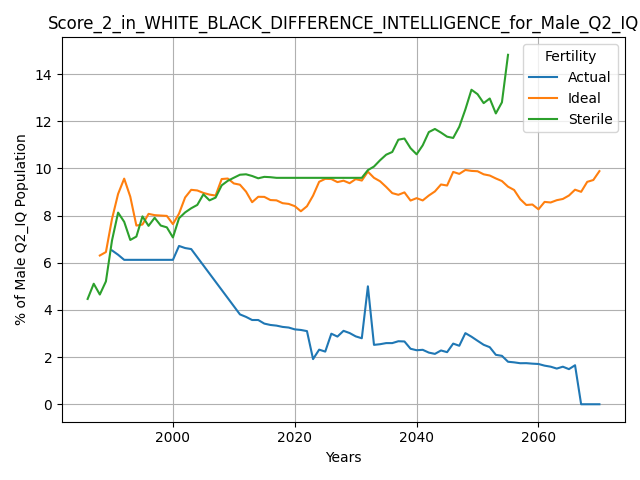 Score_2_in_WHITE_BLACK_DIFFERENCE_INTELLIGENCE_for_Male_Q2_IQ
Fertility
Actual
Ideal
Sterile
% of Male Q2_IQ Population
14
12
10
8
6
4
2
0
2000
2020
2040
2060
Years